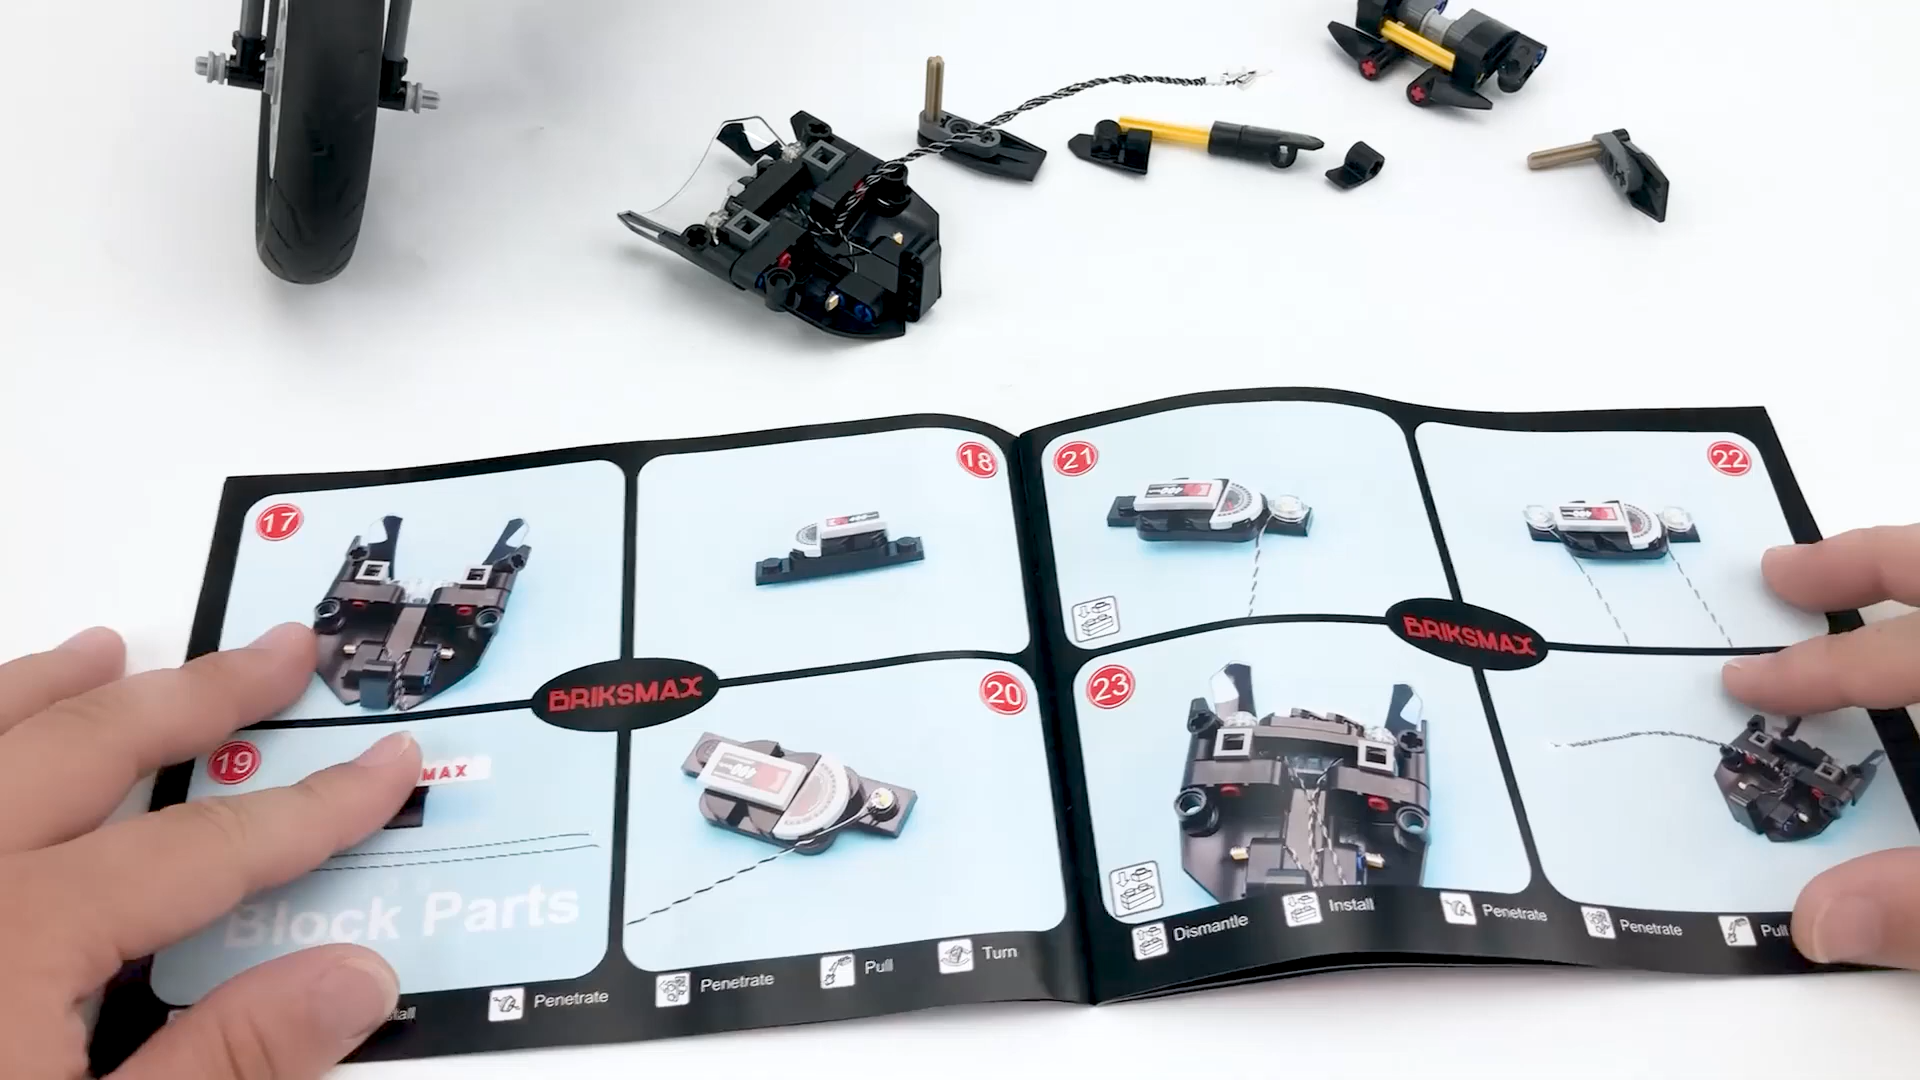 17
18
BRIKSMAX
19
MAX
Block Parts
20
Penetrate
Penetrate
Pull
Turn
21
22
BRIKSMAX
23
Dismantle
Install
Penetrate
Penetrate
Pull